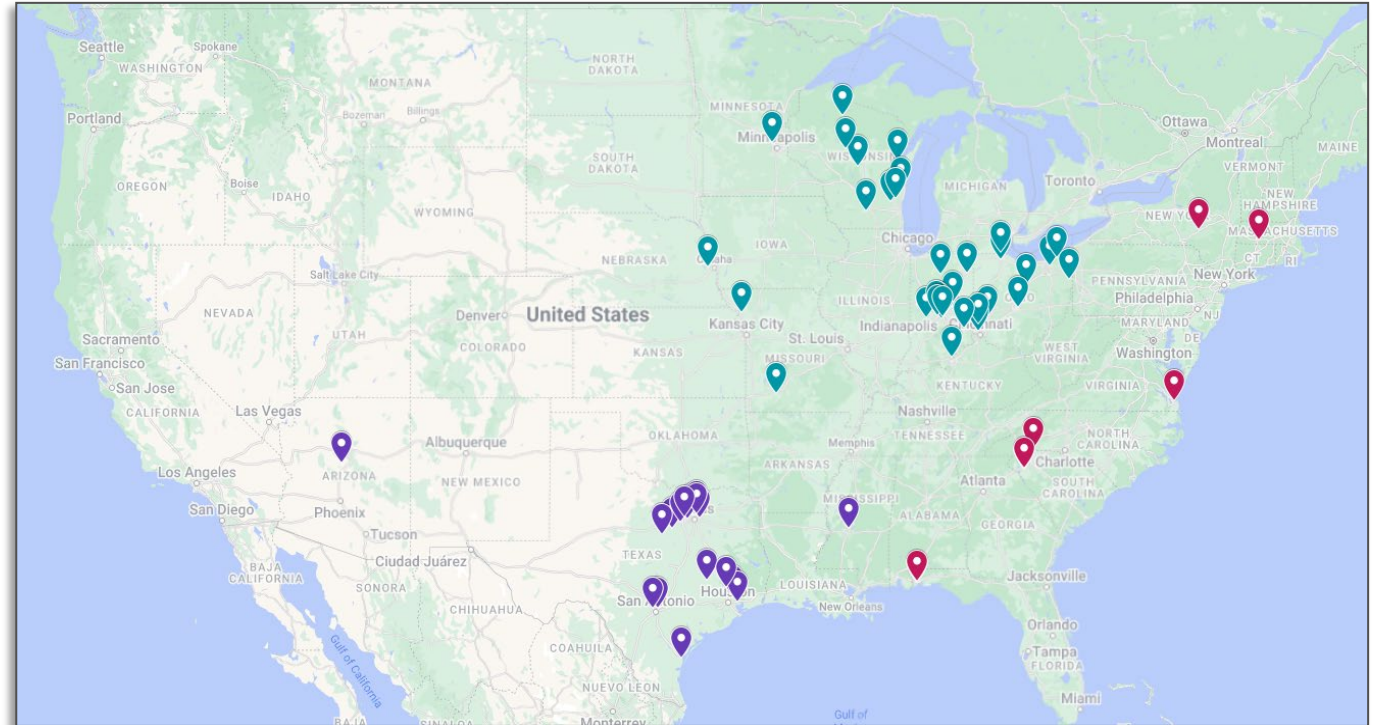 Seattle
Spokane
WASHINGTON
NORTH
DAKOTA
MONTANA
Billings
Bozeman
MINNESOTA
Minneapolis
Ottawa
Montreal
MAINE
Portland
SOUTH
DAKOTA
WISCONSIN
VERMONT
OREGON
Boise
IDAHO
MICHIGAN
Toronto
NEW
HAMPSHIRE
WYOMING
NEW YORK
MASSACHUSETTS
Chicago
IOWA
CT
RI
NEBRASKA
Omaha
Salt Lake City
PENNSYLVANIA
New York
NEVADA
Denver
United States
ILLINOIS
OHIO
Philadelphia
UTAH
Kansas City
Indianapolis
Cincinnati
MARYLAND
NJ
Sacramento
COLORADO
St. Louis
DE
San Francisco
KANSAS
MISSOURI
WEST
VIRGINIA
Washington
San Jose
KENTUCKY
VIRGINIA
CALIFORNIA
Las Vegas
Nashville
Albuquerque
OKLAHOMA
TENNESSEE
NORTH
CAROLINA
Memphis
Los Angeles
ARIZONA
NEW MEXICO
ARKANSAS
Charlotte
Atlanta
SOUTH
CAROLINA
San Diego
Phoenix
MISSISSIPPI
ALABAMA
GEORGIA
Tucson
Ciudad Juárez
TEXAS
BAJA
CALIFORNIA
SONORA
LOUISIANA
Jacksonville
San Antonio
Houston
New Orleans
CHIHUAHUA
Orlando
Gulf of
California
COAHUILA
Tampa
FLORIDA
NUEVO LEON
Miami
Monterrey
Gulf of
BAJA
SINALOA